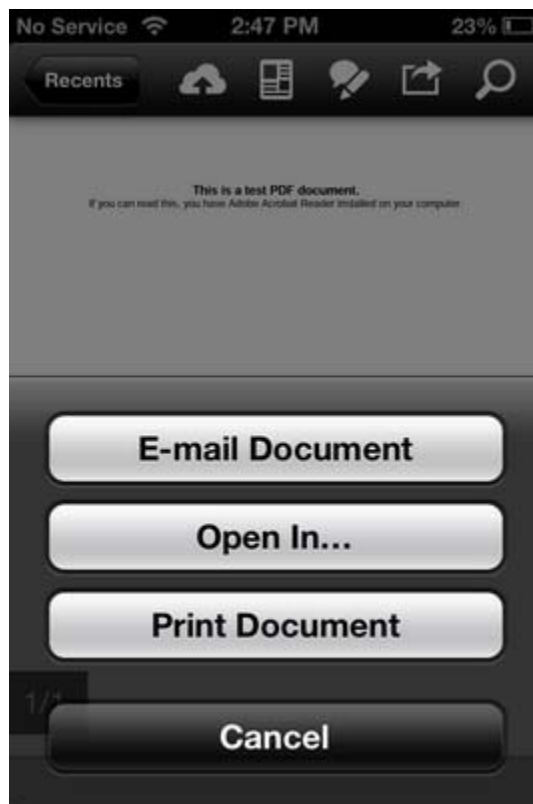 No Service 2:47 PM 23%
Recents
This is a test PDF document.
If you can read this, you have Adobe Acrobat Reader installed on your computer
E-mail Document
Open In...
Print Document
1/1
Cancel